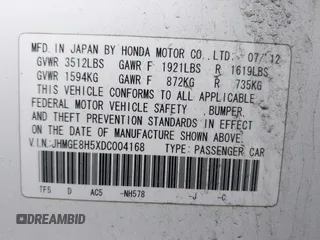 MFD. IN JAPAN BY HONDA MOTOR CO., LTD. 07/12
GVWR 3512LBS GAWR F 1921LBS R 1619LBS
GVWR 1594KG GAWR F 872KG R 735KG
THIS VEHICLE CONFORMS TO ALL APPLICABLE
FEDERAL MOTOR VEHICLE SAFETY, BUMPER,
AND THEFT PREVENTION STANDARDS IN EFFECT
ON THE DATE OF MANUFACTURE SHOWN ABOVE.
V.I.N.:JHMGE8H5XDC004168 TYPE: PASSENGER CAR
TF5 D AC5 -NH578 -J -C-
DREAMBID.COM